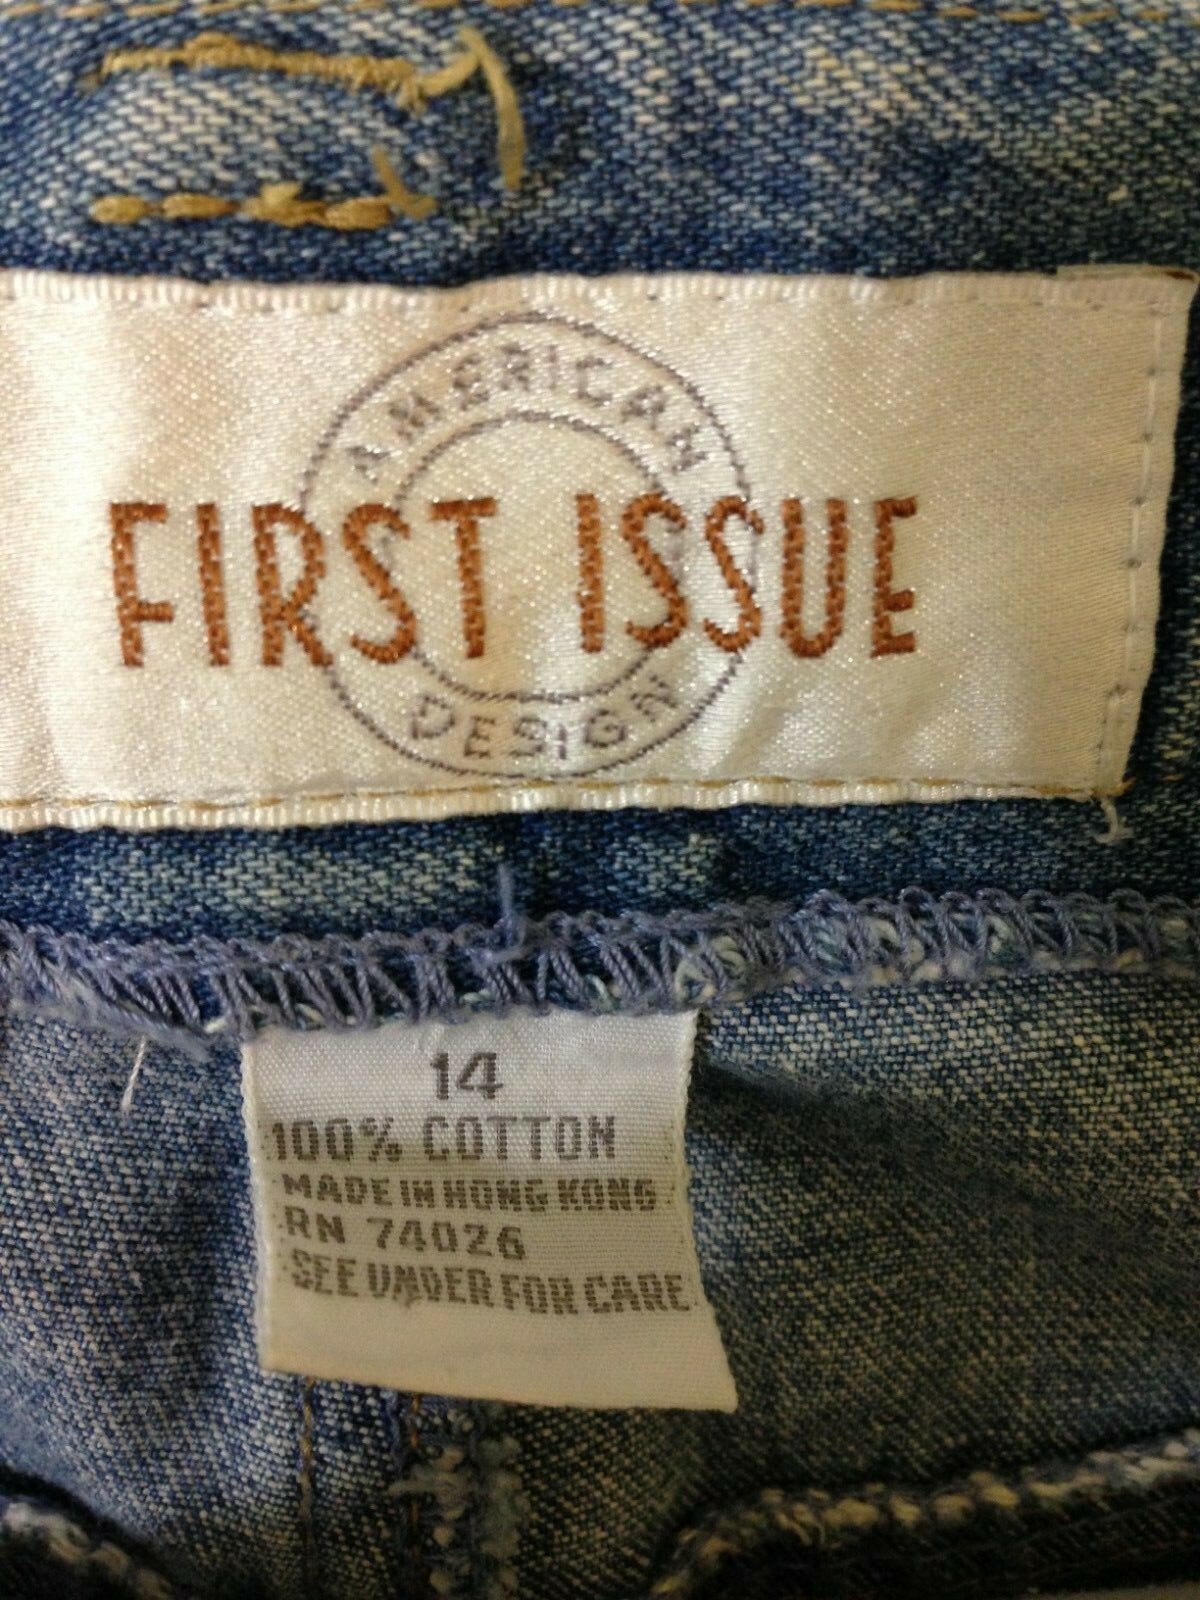 AMERICAN
FIRST ISSUE
DESIGN
14
100% COTTON
MADE IN HONG KONG
RN 74026
SEE UNDER FOR CARE